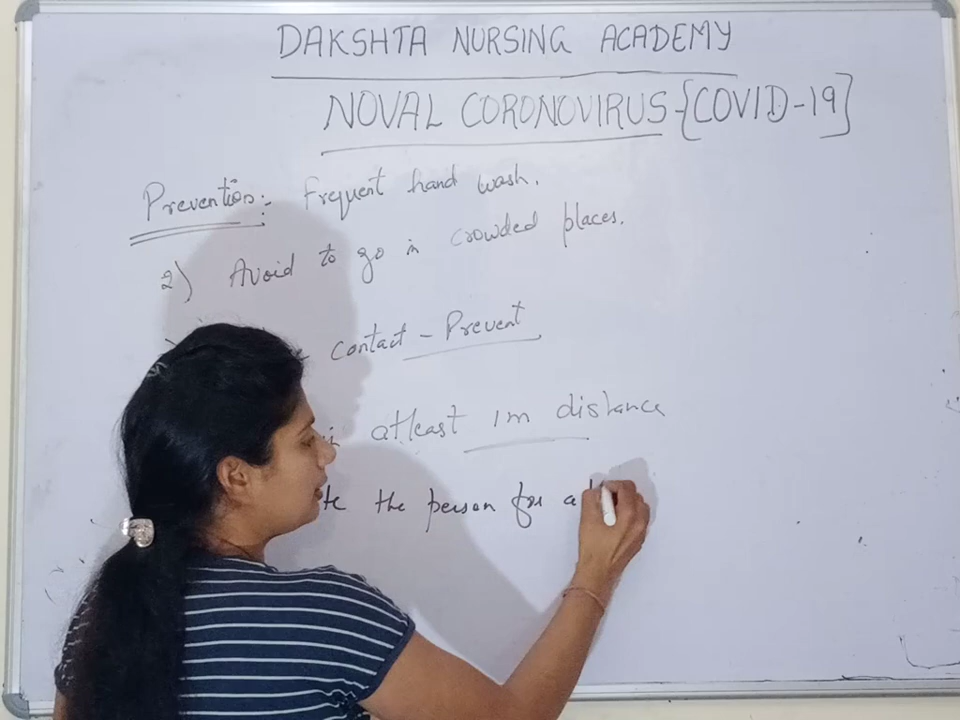 DAKSHTA NURSING ACADEMY
NOVAL CORONOVIRUS-{COVID-19]
Prevention:- Frequent hand wash.
2) Avoid to go in crowded places.
contact - Prevent
atleast 1m distance
the person for